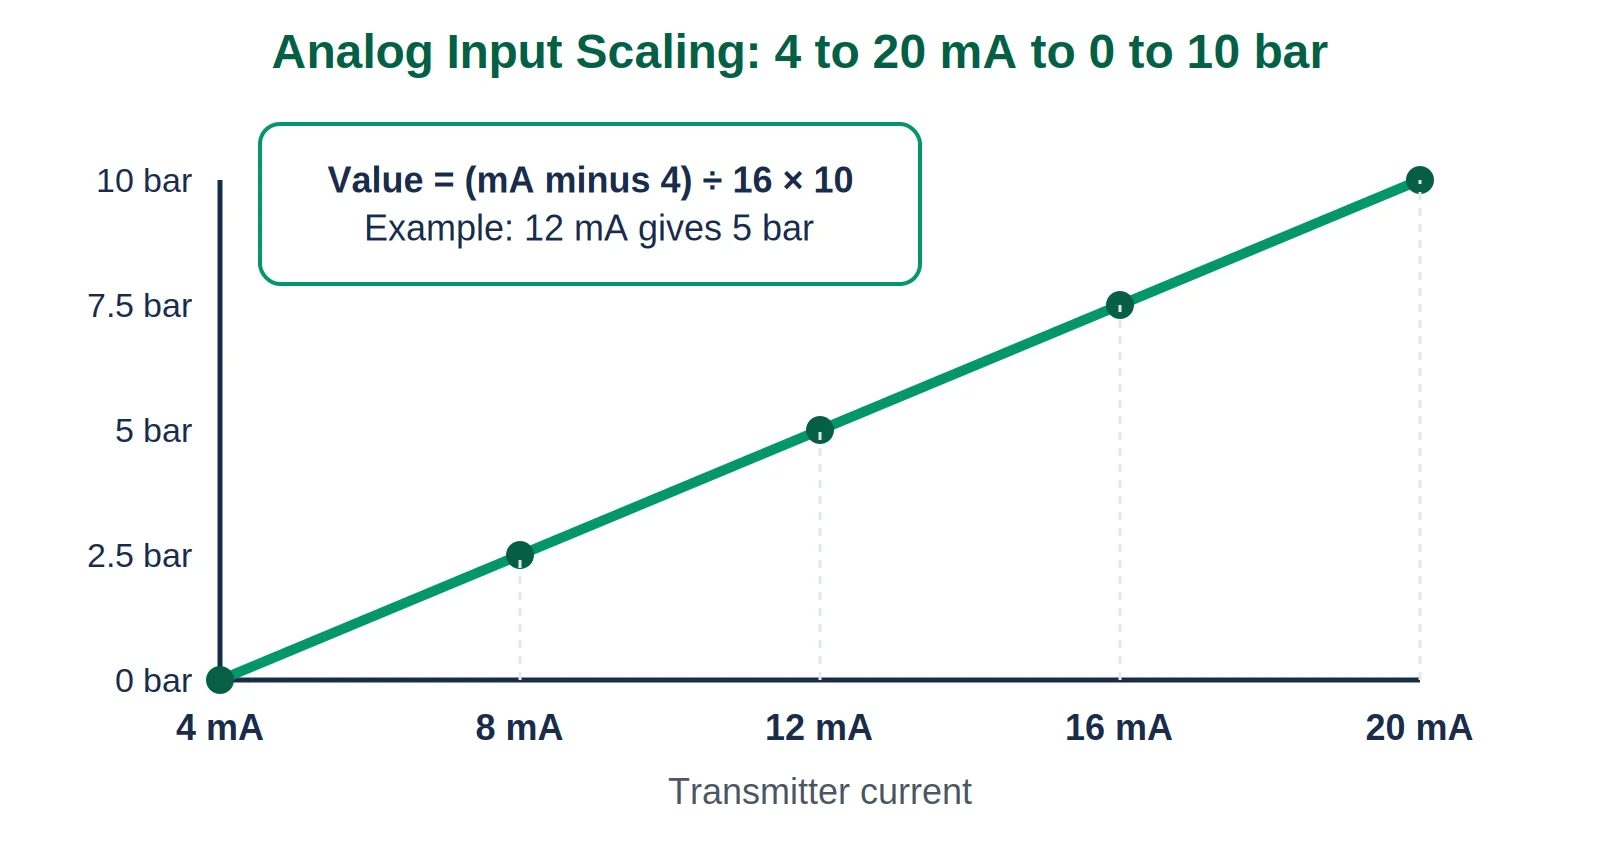 Analog Input Scaling: 4 to 20 mA to 0 to 10 bar
Value = (mA minus 4) ÷ 16 × 10
Example: 12 mA gives 5 bar
10 bar
7.5 bar
5 bar
2.5 bar
0 bar
4 mA
8 mA
12 mA
16 mA
20 mA
Transmitter current